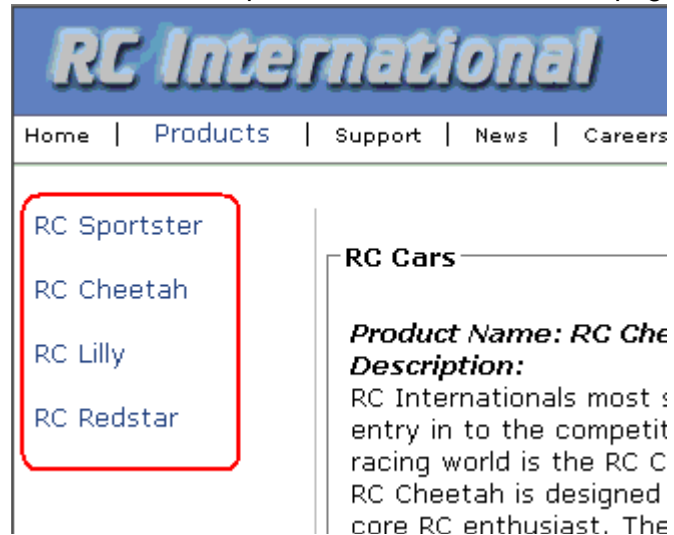 RC International
Home | Products | Support | News | Careers
RC Sportster
RC Cheetah
RC Lilly
RC Redstar
RC Cars
Product Name: RC Che
Description:
RC Internationals most s
entry in to the competit
racing world is the RC C
RC Cheetah is designed
core RC enthusiast. The